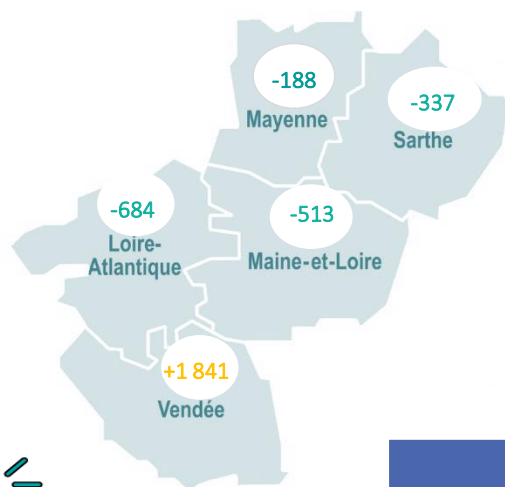 -188
Mayenne
-337
Sarthe
-684
Loire-
Atlantique
-513
Maine-et-Loire
+1 841
Vendée